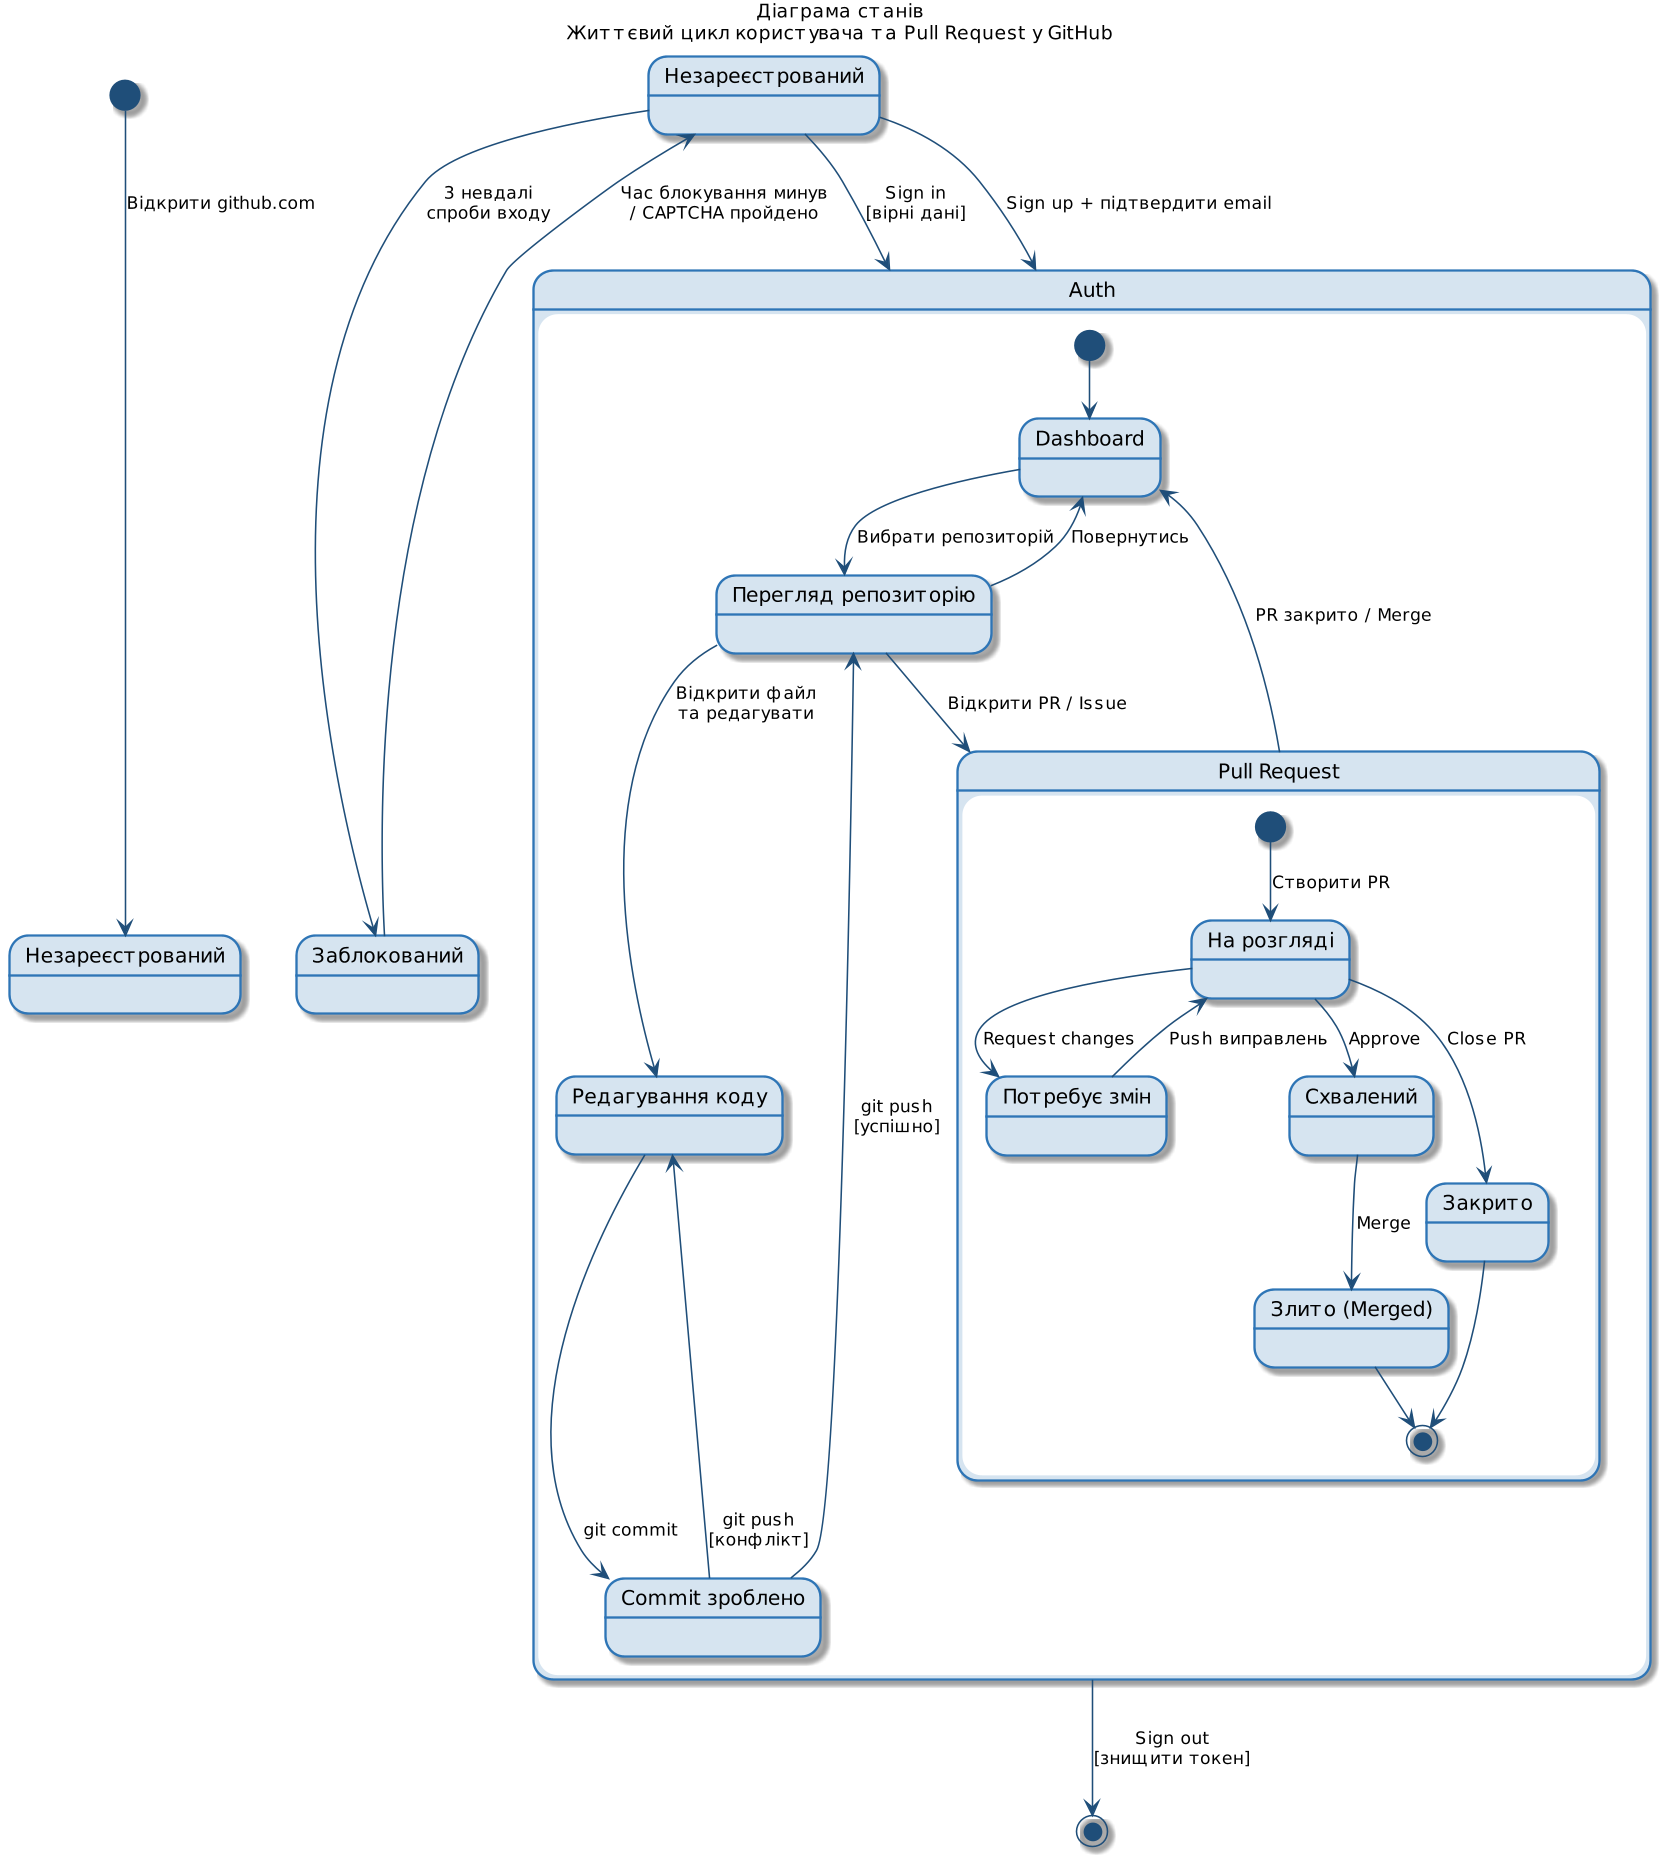 Діаграма станів
Життєвий цикл користувача та Pull Request у GitHub
Незареєстрований
Відкрити github.com
3 невдалі
спроби входу
Час блокування минув
/ CAPTCHA пройдено
Sign in
[вірні дані]
Sign up + підтвердити email
Auth
Dashboard
Вибрати репозиторій
Повернутись
Перегляд репозиторію
PR закрито / Merge
Відкрити файл
та редагувати
Відкрити PR / Issue
Pull Request
Створити PR
Незареєстрований
Заблокований
На розгляді
Request changes
Push виправлень
Approve
Close PR
Редагування коду
git push
[успішно]
Потребує змін
Схвалений
Закрито
Merge
Злито (Merged)
git commit
git push
[конфлікт]
Commit зроблено
Sign out
[знищити токен]